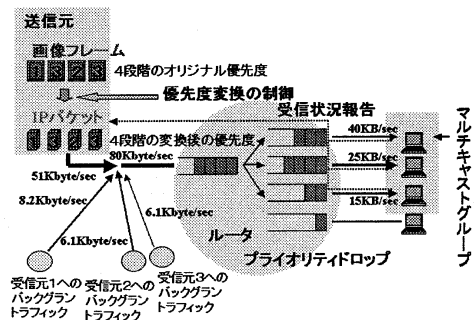 送信元
画像フレーム
1 3 2 3
4段階のオリジナル優先度
優先度変換の制御
IPパケット
3 3 3
4段階の変換後の優先度
受信状況報告
51Kbyte/sec
80Kbyte/sec
8.2Kbyte/sec
6.1Kbyte/sec
6.1Kbyte/sec
40KB/sec
25KB/sec
15KB/sec
マルチキャストグループ
ルータ
プライオリティドロップ
受信元1への
バックグラン
トラフィック
受信元2への
バックグラン
トラフィック
受信元3への
バックグラン
トラフィック